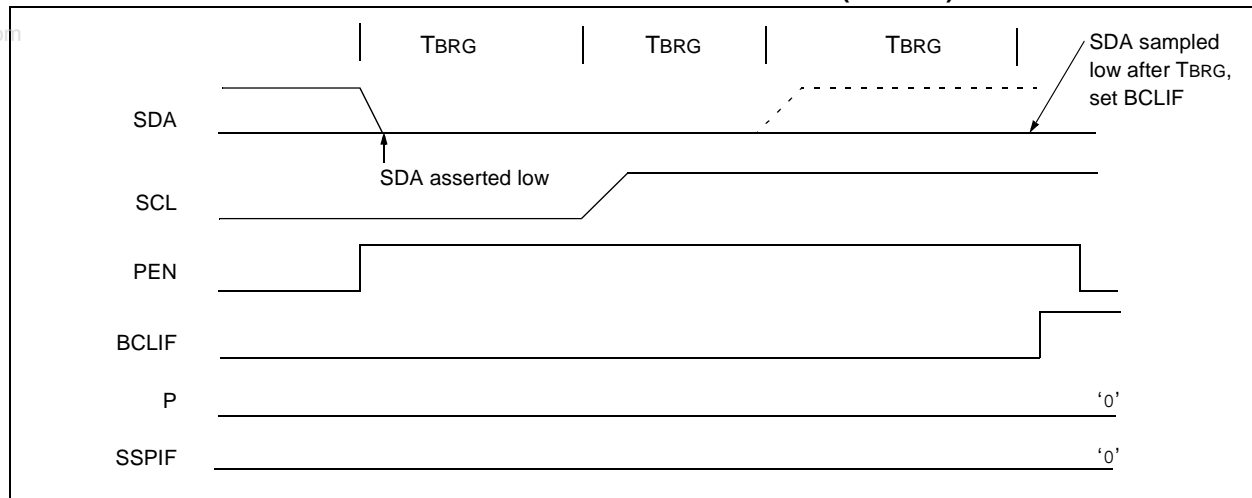 om
TBRG TBRG TBRG
SDA sampled
low after TBRG,
set BCLIF
SDA
SDA asserted low
SCL
PEN
BCLIF
P ‘0’
SSPIF ‘0’